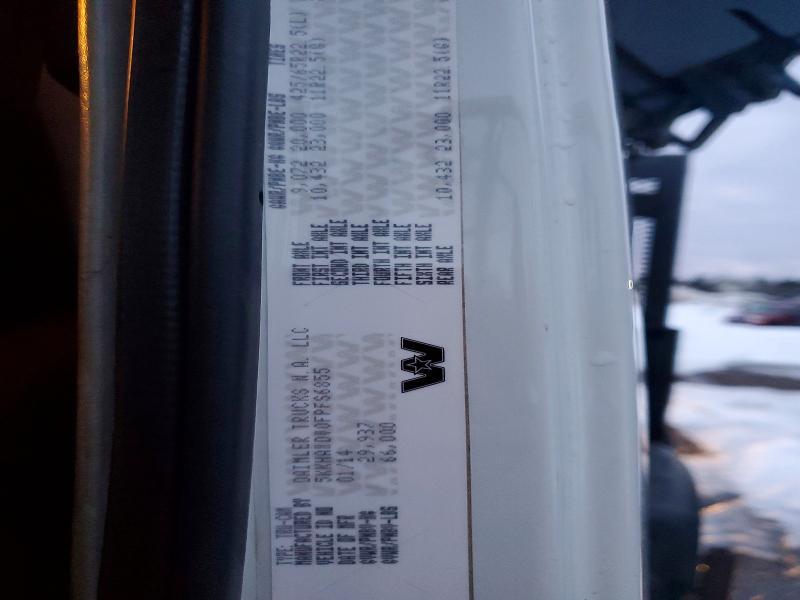 TYPE: TRA-CAM
MANUFACTURED BY DAIMLER TRUCKS N.A. LLC
VEHICLE ID NO
DATE OF MFR 01/14
GVWR/PNBV-KG 29,937
GVWR/PNBV-LBS 66,000
W
GAWR/PNBE-KG GAWR/PNBE-LBS TIRES
FRONT AXLE 9,072 20,000 425/65R22.5(L)
FIRST INT AXLE 10,432 23,000 11R22.5(G)
SECOND INT AXLE
THIRD INT AXLE
FOURTH INT AXLE
FIFTH INT AXLE
SIXTH INT AXLE
REAR AXLE 10,432 23,000 11R22.5(G)